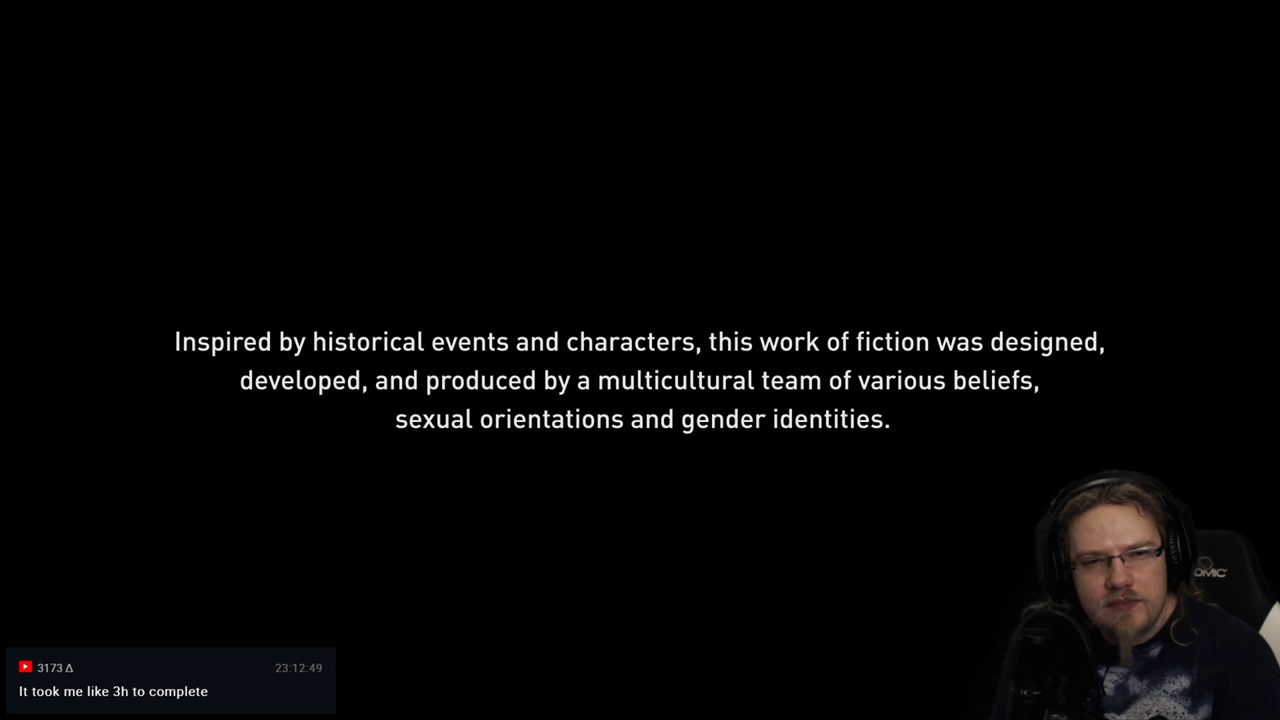 Inspired by historical events and characters, this work of fiction was designed,
developed, and produced by a multicultural team of various beliefs,
sexual orientations and gender identities.
OMIC
3173 Δ
23:12:49
It took me like 3h to complete